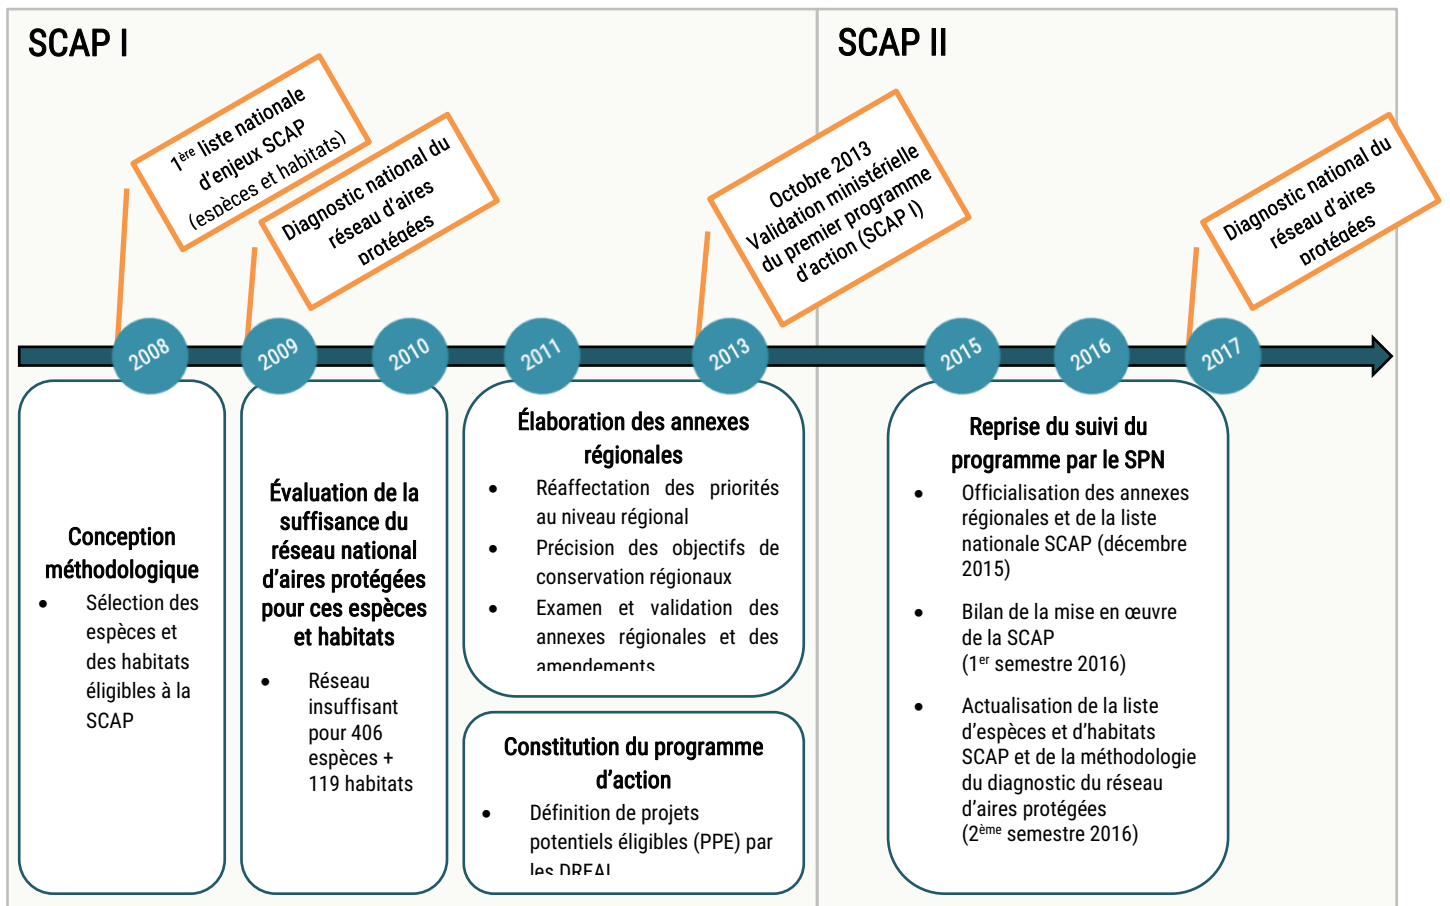 SCAP I
SCAP II
1ère liste nationale
d'enjeux SCAP
(espèces et habitats)
Diagnostic national du
réseau d'aires
protégées
Octobre 2013
Validation ministérielle
du premier programme
d'action (SCAP I)
Diagnostic national du
réseau d'aires
protégées
2008
2009
2010
2011
2013
2015
2016
2017
Conception
méthodologique
• Sélection des
espèces et
des habitats
éligibles à la
SCAP
Évaluation de la
suffisance du
réseau national
d'aires protégées
pour ces espèces
et habitats
• Réseau
insuffisant
pour 406
espèces +
119 habitats
Élaboration des annexes
régionales
• Réaffectation des priorités
au niveau régional
• Précision des objectifs de
conservation régionaux
• Examen et validation des
annexes régionales et des
amendements
Constitution du programme
d'action
• Définition de projets
potentiels éligibles (PPE) par
les DREAL
Reprise du suivi du
programme par le SPN
• Officialisation des annexes
régionales et de la liste
nationale SCAP (décembre
2015)
• Bilan de la mise en œuvre
de la SCAP
(1er semestre 2016)
• Actualisation de la liste
d'espèces et d'habitats
SCAP et de la méthodologie
du diagnostic du réseau
d'aires protégées
(2ème semestre 2016)